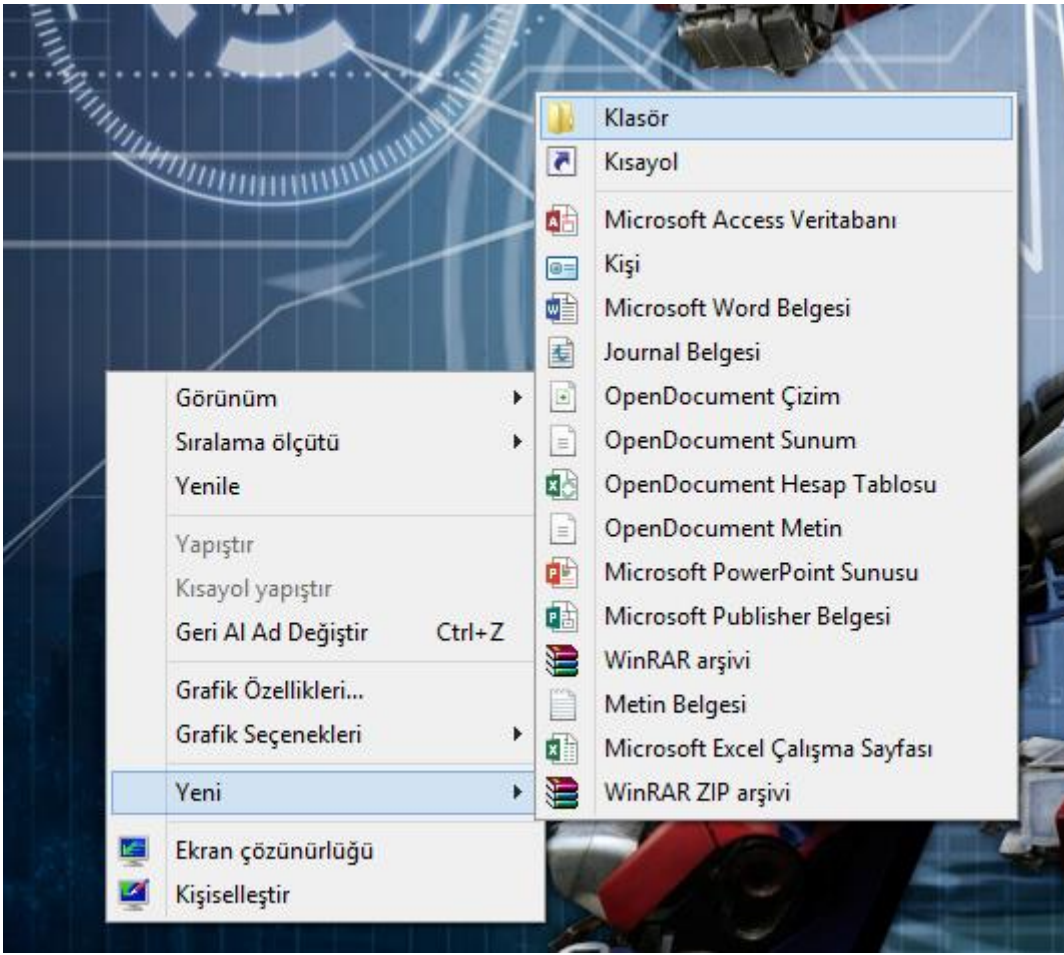 Klasör
Kısayol
Microsoft Access Veritabanı
Kişi
Microsoft Word Belgesi
Journal Belgesi
OpenDocument Çizim
OpenDocument Sunum
OpenDocument Hesap Tablosu
OpenDocument Metin
Microsoft PowerPoint Sunusu
Microsoft Publisher Belgesi
WinRAR arşivi
Metin Belgesi
Microsoft Excel Çalışma Sayfası
WinRAR ZIP arşivi
Görünüm
Sıralama ölçütü
Yenile
Yapıştır
Kısayol yapıştır
Geri Al Ad Değiştir Ctrl+Z
Grafik Özellikleri...
Grafik Seçenekleri
Yeni
Ekran çözünürlüğü
Kişiselleştir